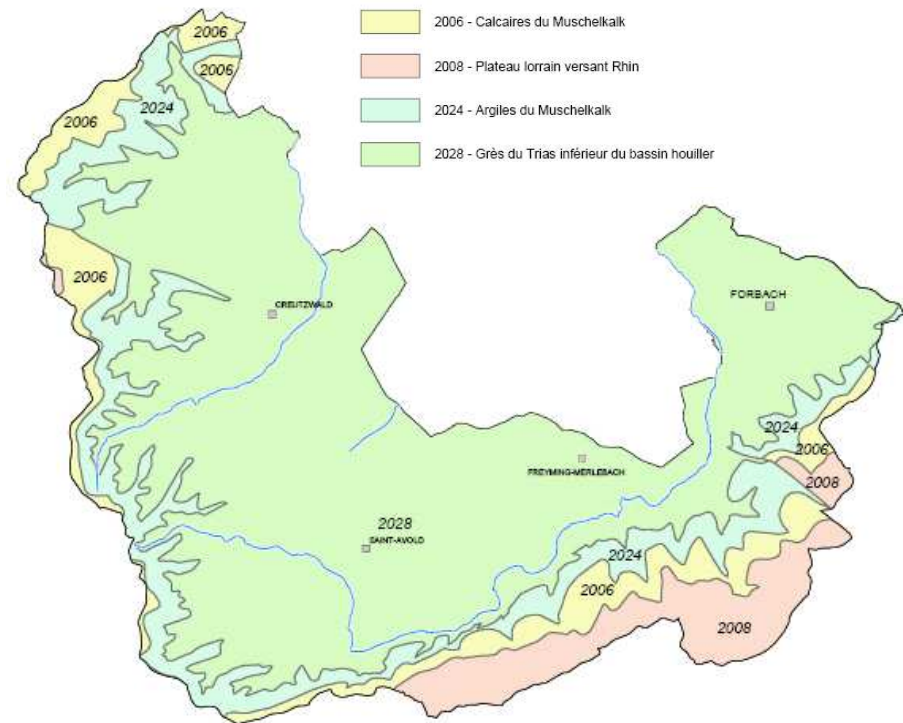 2006 - Calcaires du Muschelkalk
2008 - Plateau lorrain versant Rhin
2024 - Argiles du Muschelkalk
2028 - Grès du Trias inférieur du bassin houiller
2006
2006
2006
2024
2006
CREUTZWALD
FORBACH
2024
2006
2008
FREYMING-MERLEBACH
2028
SAINT-AVOLD
2024
2006
2008